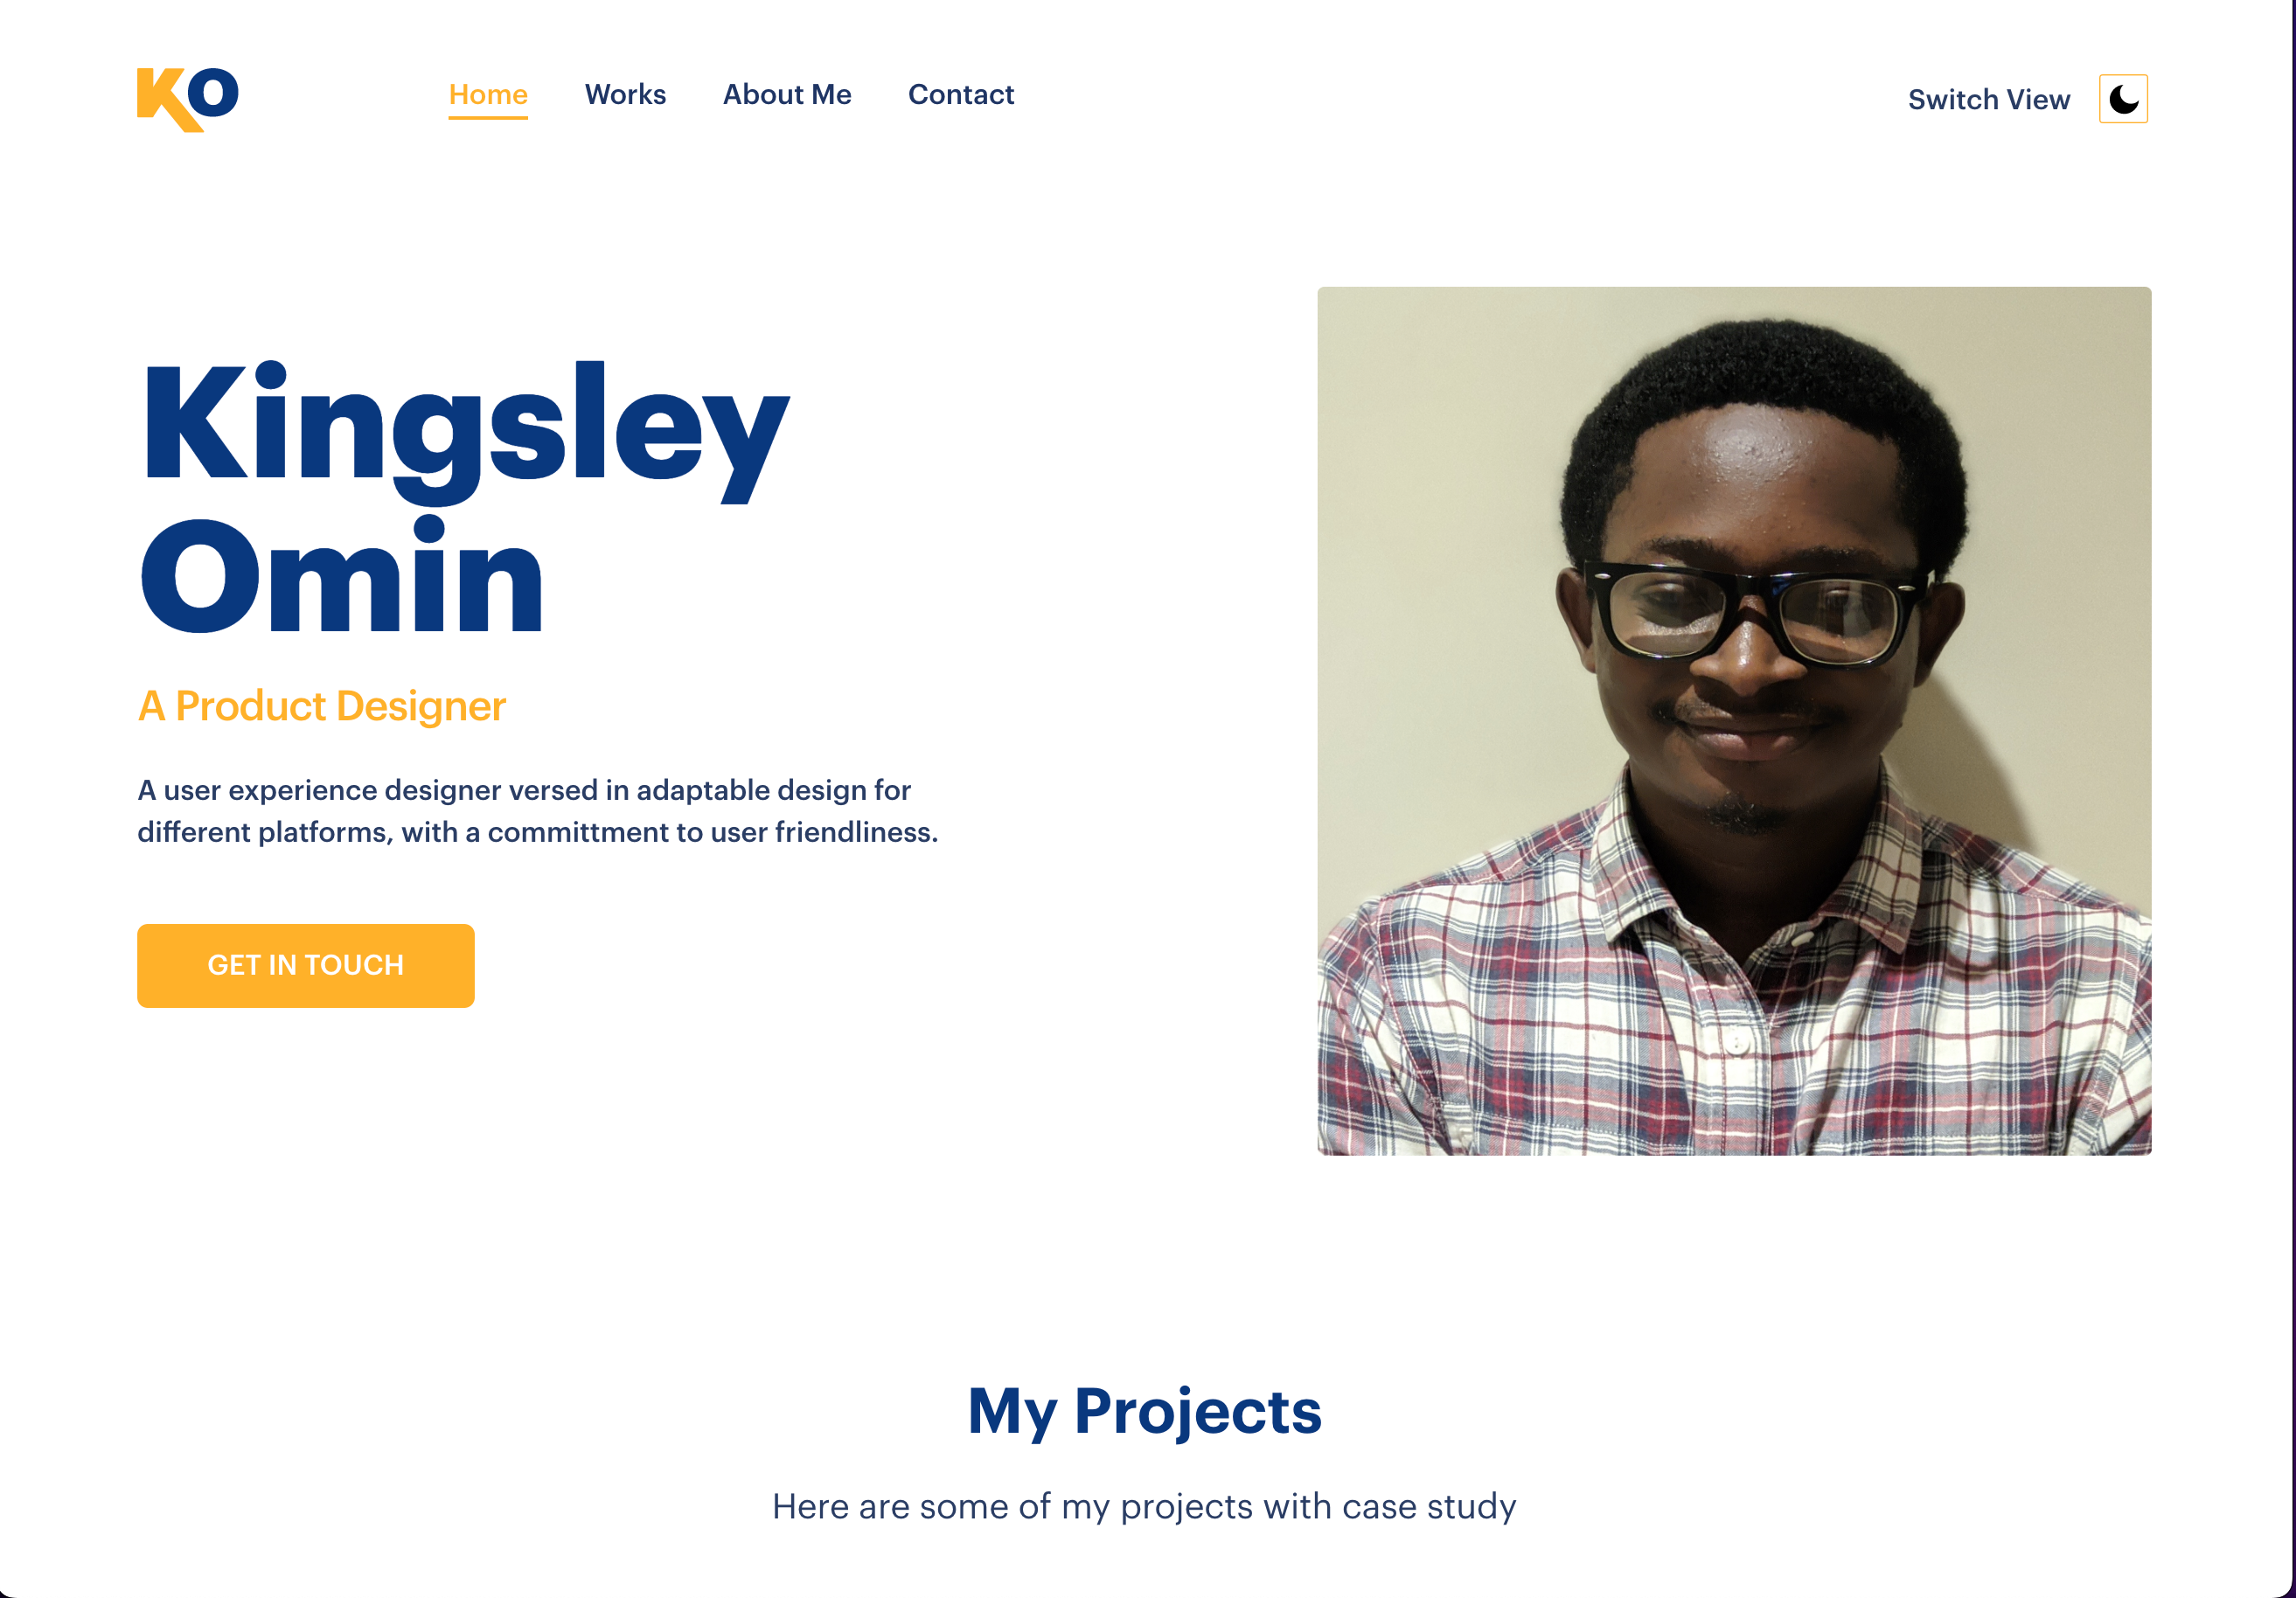 KO
Home Works About Me Contact
Switch View
Kingsley
Omin
A Product Designer
A user experience designer versed in adaptable design for
different platforms, with a committment to user friendliness.
GET IN TOUCH
My Projects
Here are some of my projects with case study